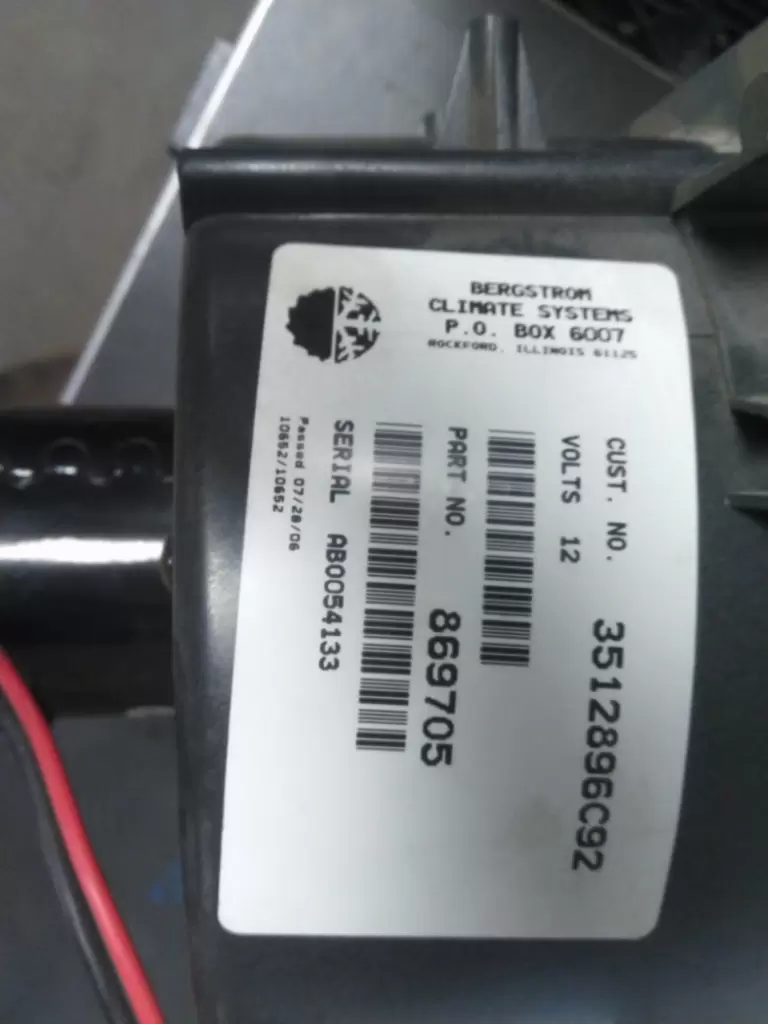 BERGSTROM
CLIMATE SYSTEMS
P.O. BOX 6007
ROCKFORD, ILLINOIS 61125
CUST. NO. 3512896C92
VOLTS 12
PART NO. 869705
SERIAL AB0054133
Passed 07/28/06
10652/10652